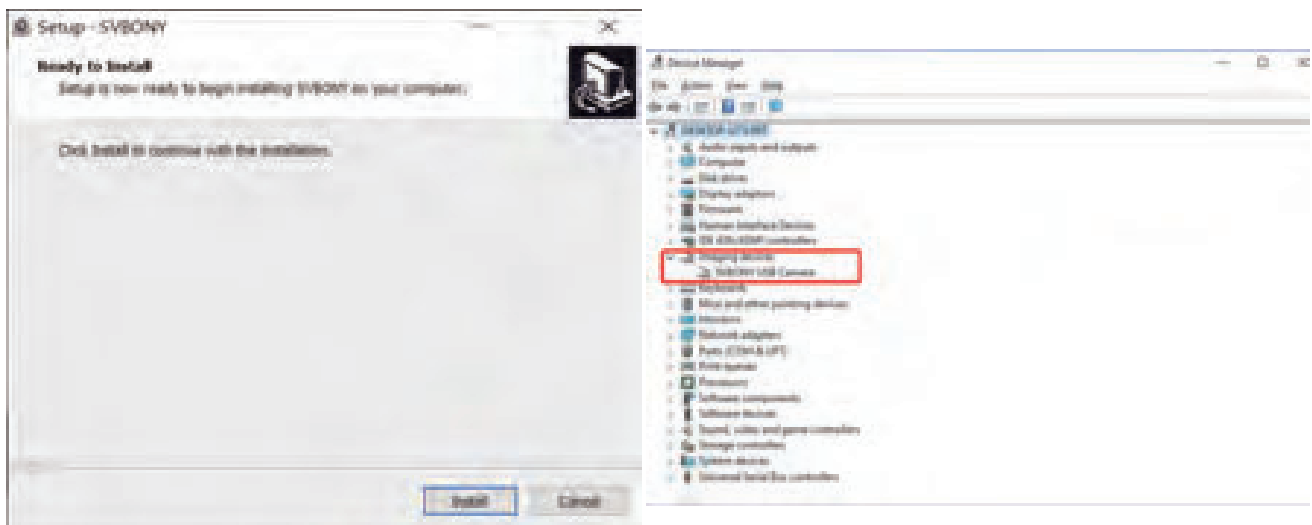 Setup - SVBONY
Ready to Install
Setup is now ready to begin installing SVBONY on your computer.
Click Install to continue with the installation.
Install
Cancel
Device Manager
File Action View Help
Audio inputs and outputs
Computer
Disk drives
Display adapters
Firmware
Human Interface Devices
IDE ATA/ATAPI controllers
Imaging devices
SVBONY USB Camera
Keyboards
Mice and other pointing devices
Monitors
Network adapters
Ports (COM & LPT)
Print queues
Processors
Software components
Software devices
Sound, video and game controllers
Storage controllers
System devices
Universal Serial Bus controllers